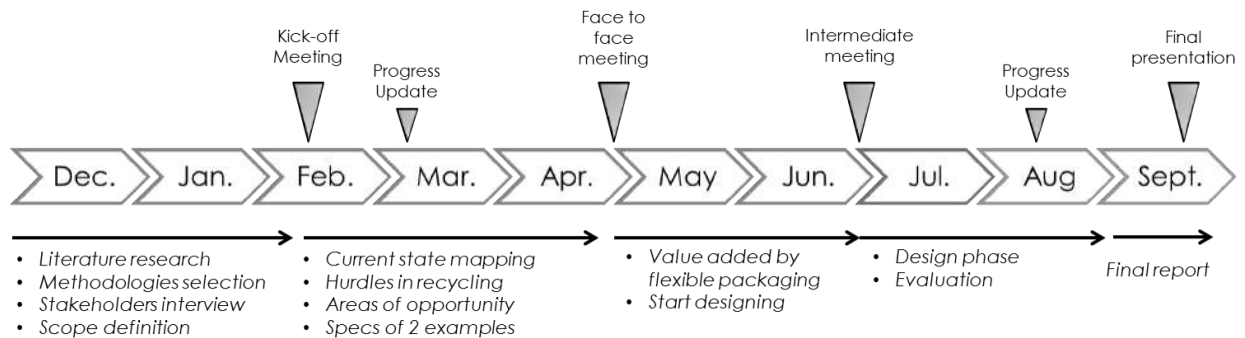 Kick-off
Meeting
Progress
Update
Face to
face
meeting
Intermediate
meeting
Progress
Update
Final
presentation
Dec.
Jan.
Feb.
Mar.
Apr.
May
Jun.
Jul.
Aug
Sept.
• Literature research
• Methodologies selection
• Stakeholders interview
• Scope definition
• Current state mapping
• Hurdles in recycling
• Areas of opportunity
• Specs of 2 examples
• Value added by
flexible packaging
• Start designing
• Design phase
• Evaluation
Final report